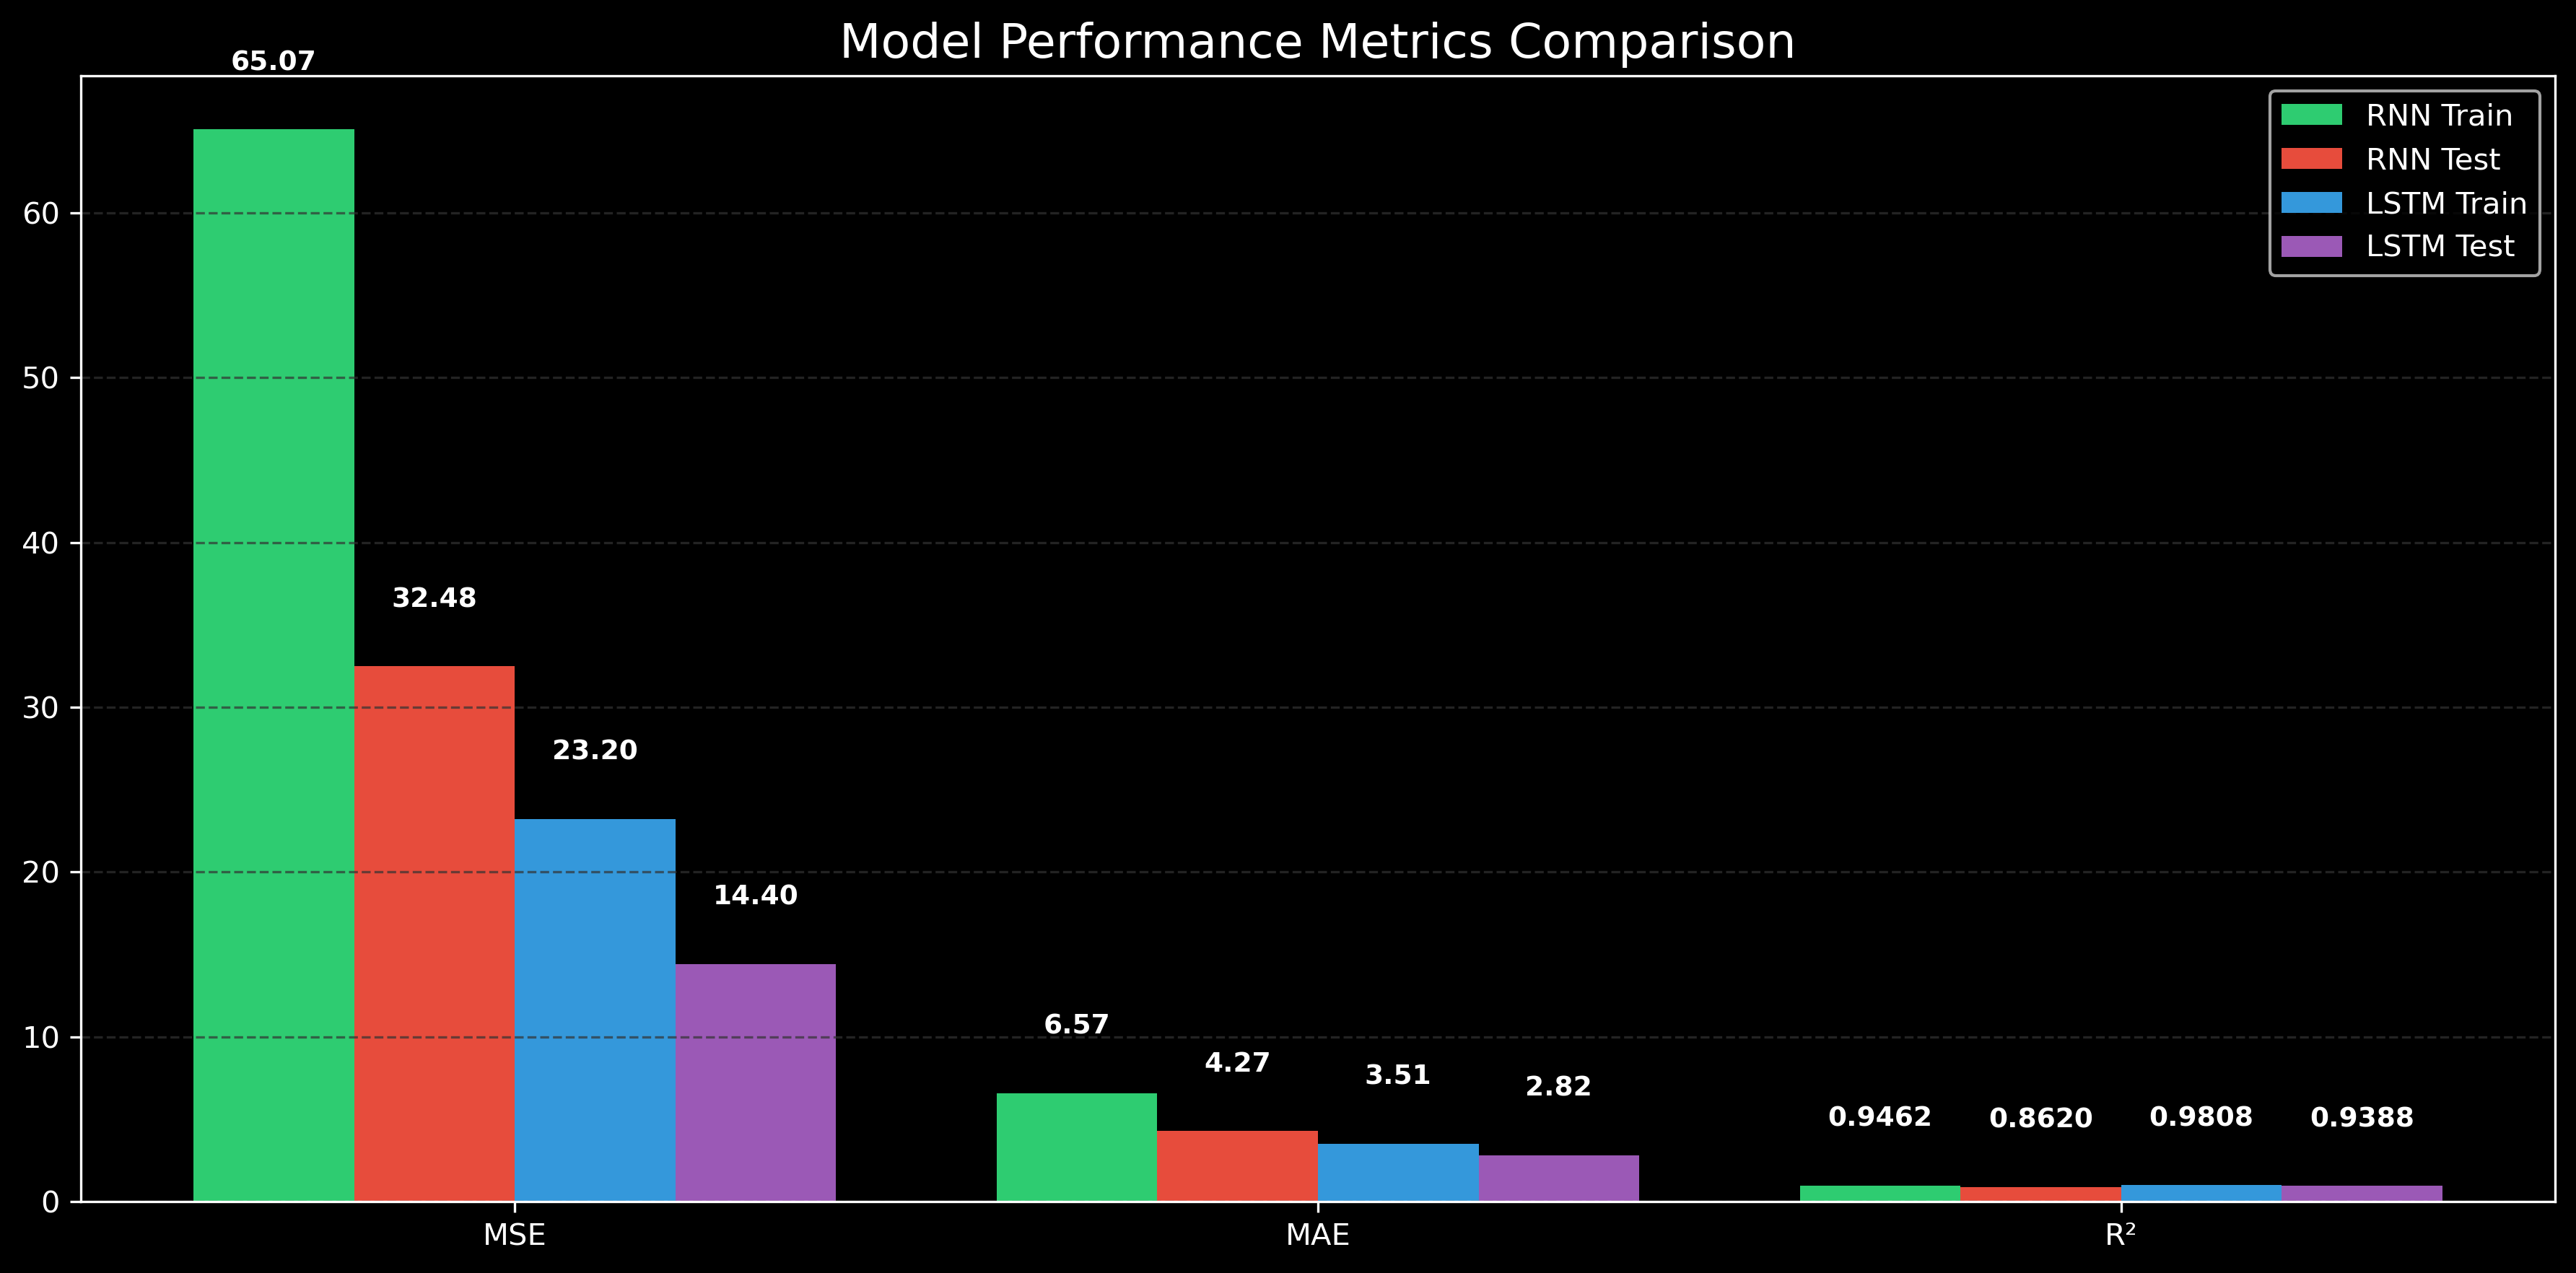 Model Performance Metrics Comparison
65.07
RNN Train
RNN Test
LSTM Train
LSTM Test
60
50
40
30
20
10
0
32.48
23.20
14.40
6.57
4.27
3.51
2.82
0.9462
0.8620
0.9808
0.9388
MSE
MAE
R²